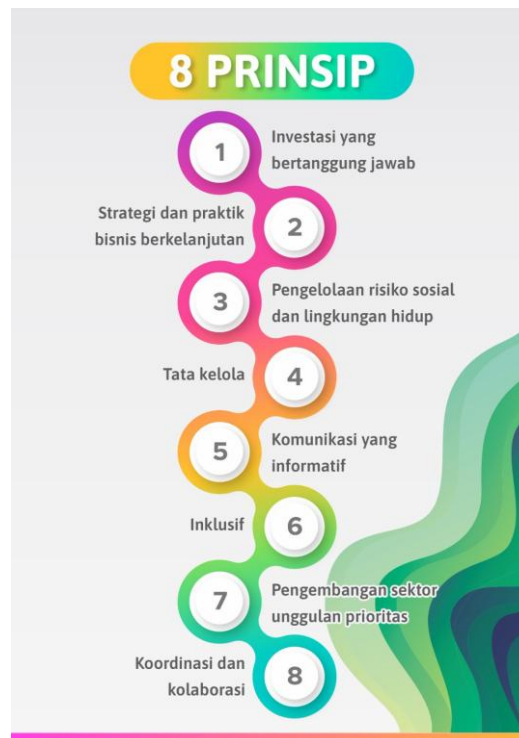 8 PRINSIP
1
Investasi yang
bertanggung jawab
Strategi dan praktik
bisnis berkelanjutan
2
3
Pengelolaan risiko sosial
dan lingkungan hidup
Tata kelola
4
5
Komunikasi yang
informatif
Inklusif
6
7
Pengembangan sektor
unggulan prioritas
Koordinasi dan
kolaborasi
8